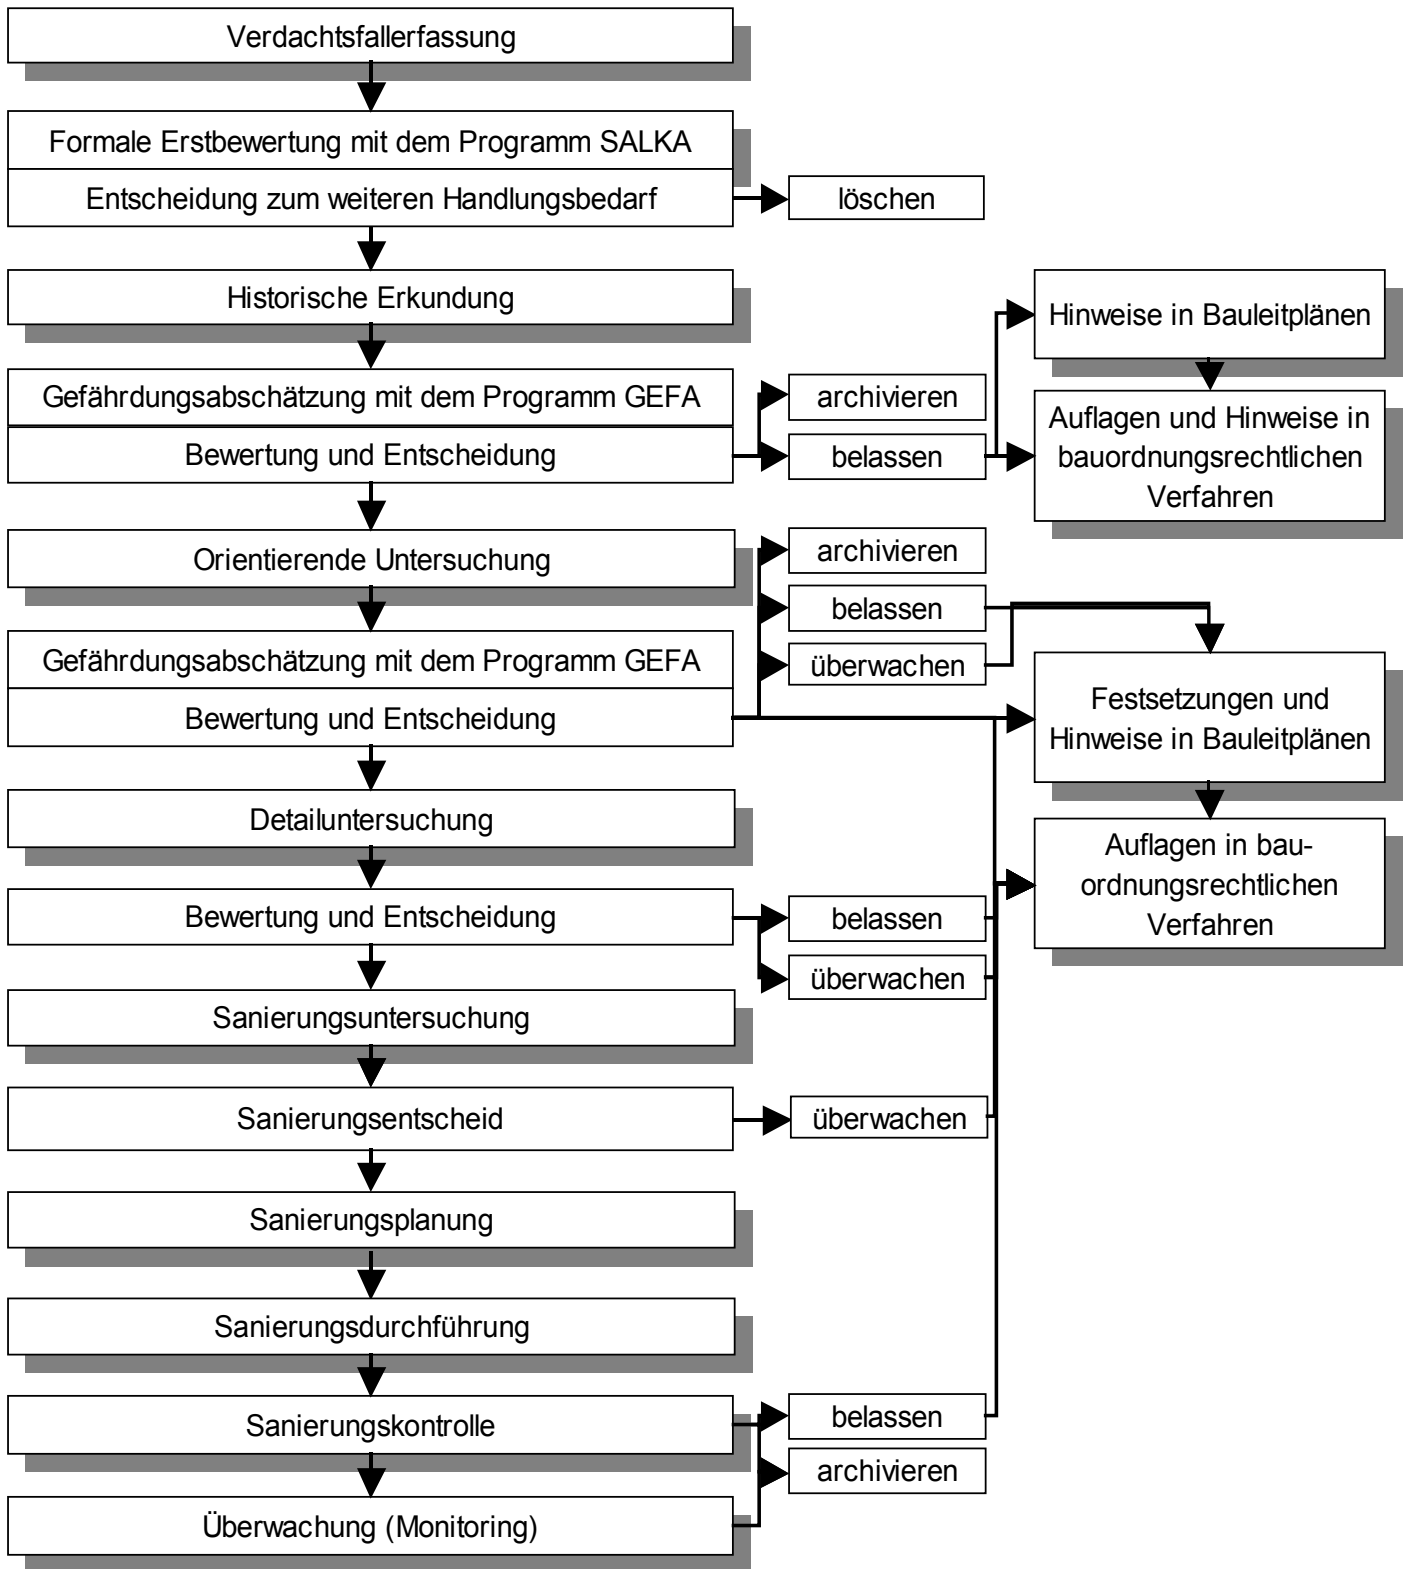 Verdachtsfallerfassung
Formale Erstbewertung mit dem Programm SALKA
Entscheidung zum weiteren Handlungsbedarf
löschen
Historische Erkundung
Hinweise in Bauleitplänen
Gefährdungsabschätzung mit dem Programm GEFA
archivieren
Bewertung und Entscheidung
belassen
Auflagen und Hinweise in
bauordnungsrechtlichen
Verfahren
Orientierende Untersuchung
archivieren
belassen
überwachen
Gefährdungsabschätzung mit dem Programm GEFA
Bewertung und Entscheidung
Festsetzungen und
Hinweise in Bauleitplänen
Detailuntersuchung
Auflagen in bau-
ordnungsrechtlichen
Verfahren
Bewertung und Entscheidung
belassen
überwachen
Sanierungsuntersuchung
Sanierungsentscheid
überwachen
Sanierungsplanung
Sanierungsdurchführung
Sanierungskontrolle
belassen
archivieren
Überwachung (Monitoring)